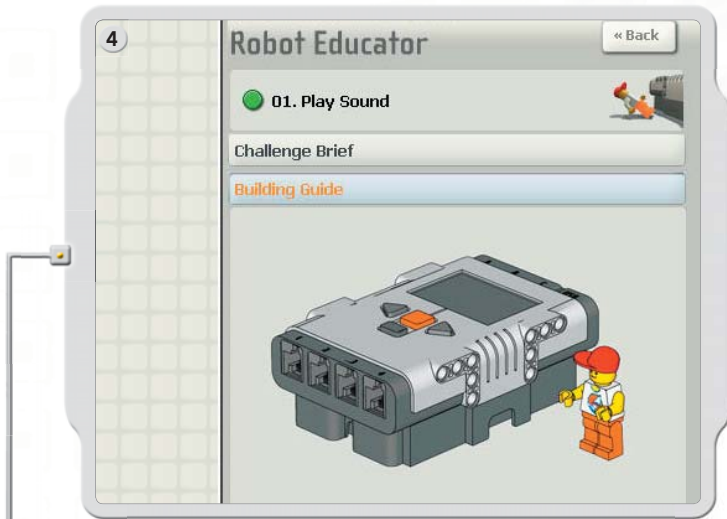 4
Robot Educator
« Back
01. Play Sound
Challenge Brief
Building Guide